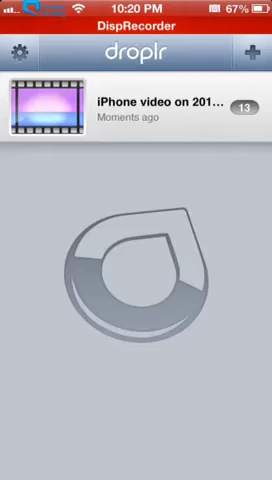 10:20 PM 67%
DispRecorder
droplr
iPhone video on 201...
Moments ago
13